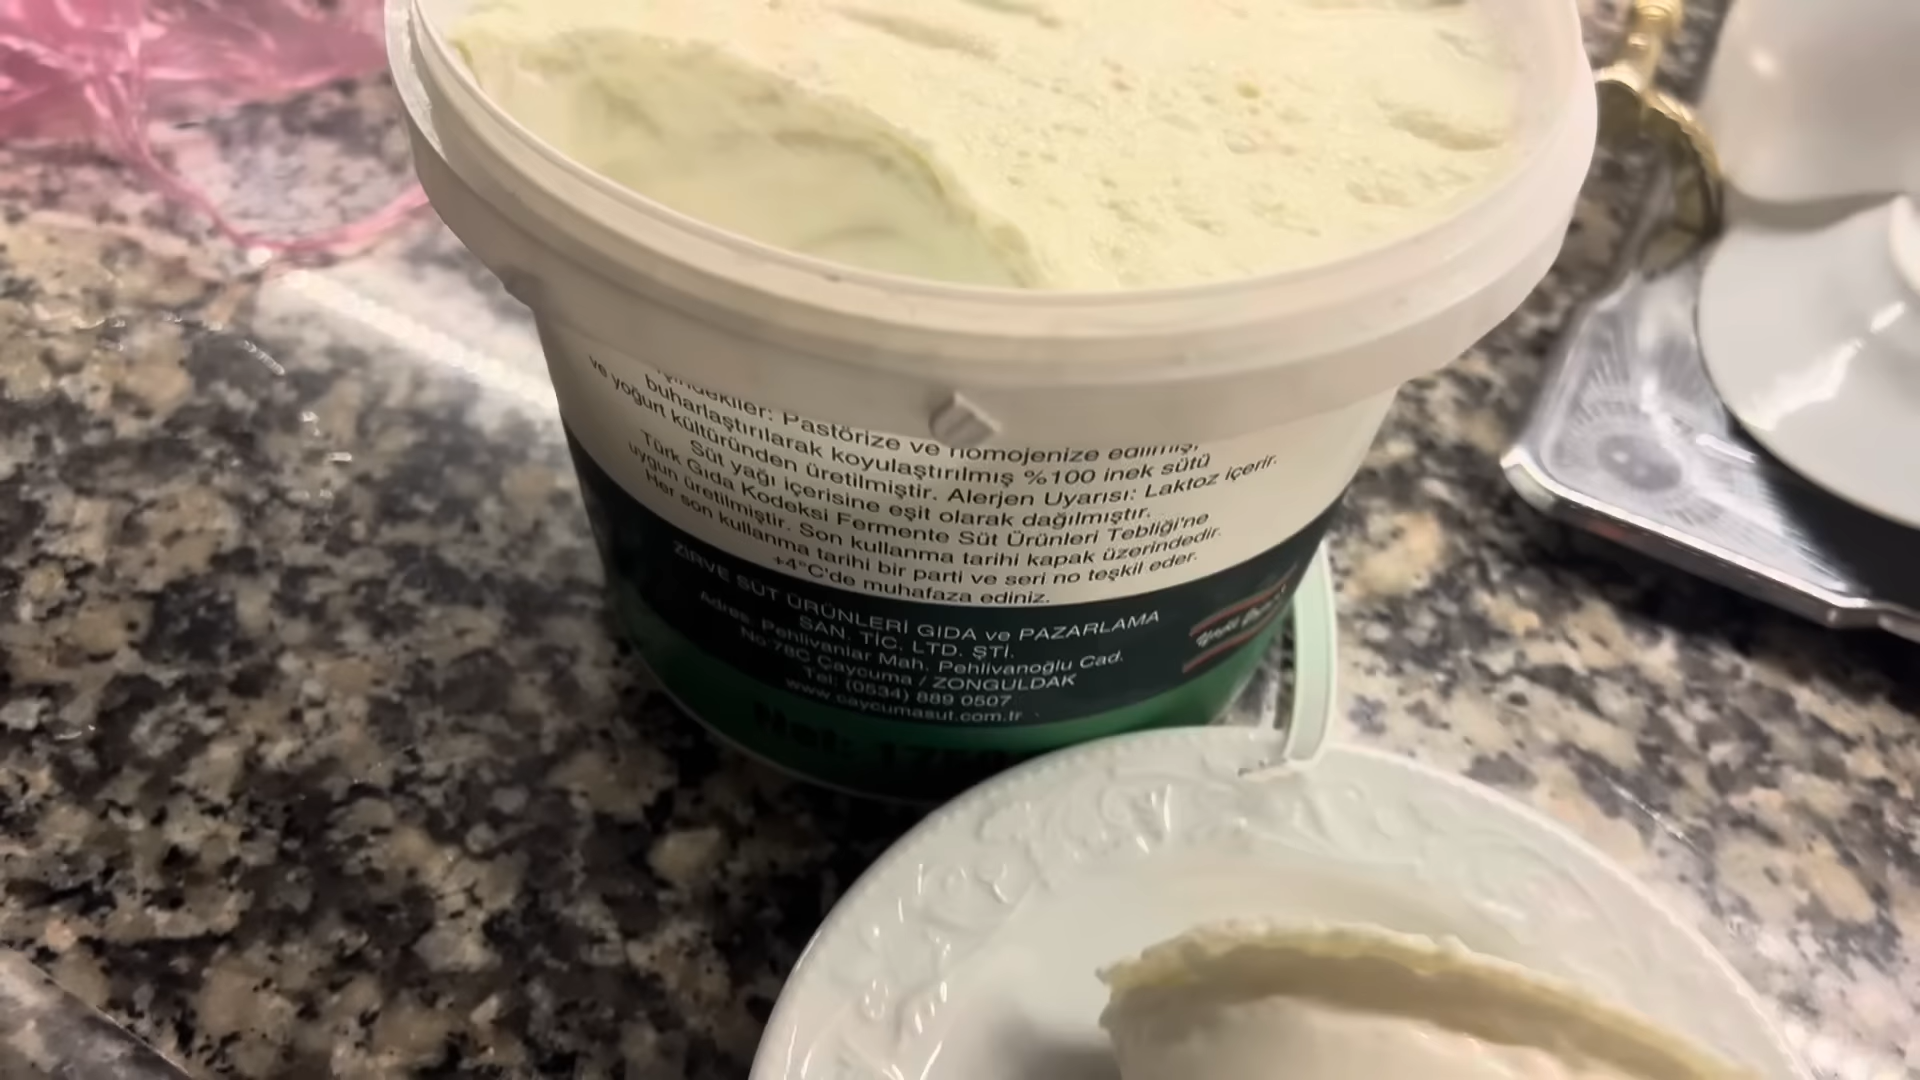 İçindekiler: Pastörize ve homojenize edilmiş,
buharlaştırılarak koyulaştırılmış %100 inek sütü
ve yoğurt kültüründen üretilmiştir. Alerjen Uyarısı: Laktoz içerir.
Süt yağı içerisine eşit olarak dağılmıştır.
Türk Gıda Kodeksi Fermente Süt Ürünleri Tebliği'ne
uygun üretilmiştir. Son kullanma tarihi kapak üzerindedir.
Her son kullanma tarihi bir parti ve seri no teşkil eder.
+4°C'de muhafaza ediniz.
ZİRVE SÜT ÜRÜNLERİ GIDA ve PAZARLAMA
SAN. TİC. LTD. ŞTİ.
Adres: Pehlivanlar Mah. Pehlivanoğlu Cad.
No:78C Çaycuma / ZONGULDAK
Tel: (0534) 889 0507
www.caycumasut.com.tr
Net: